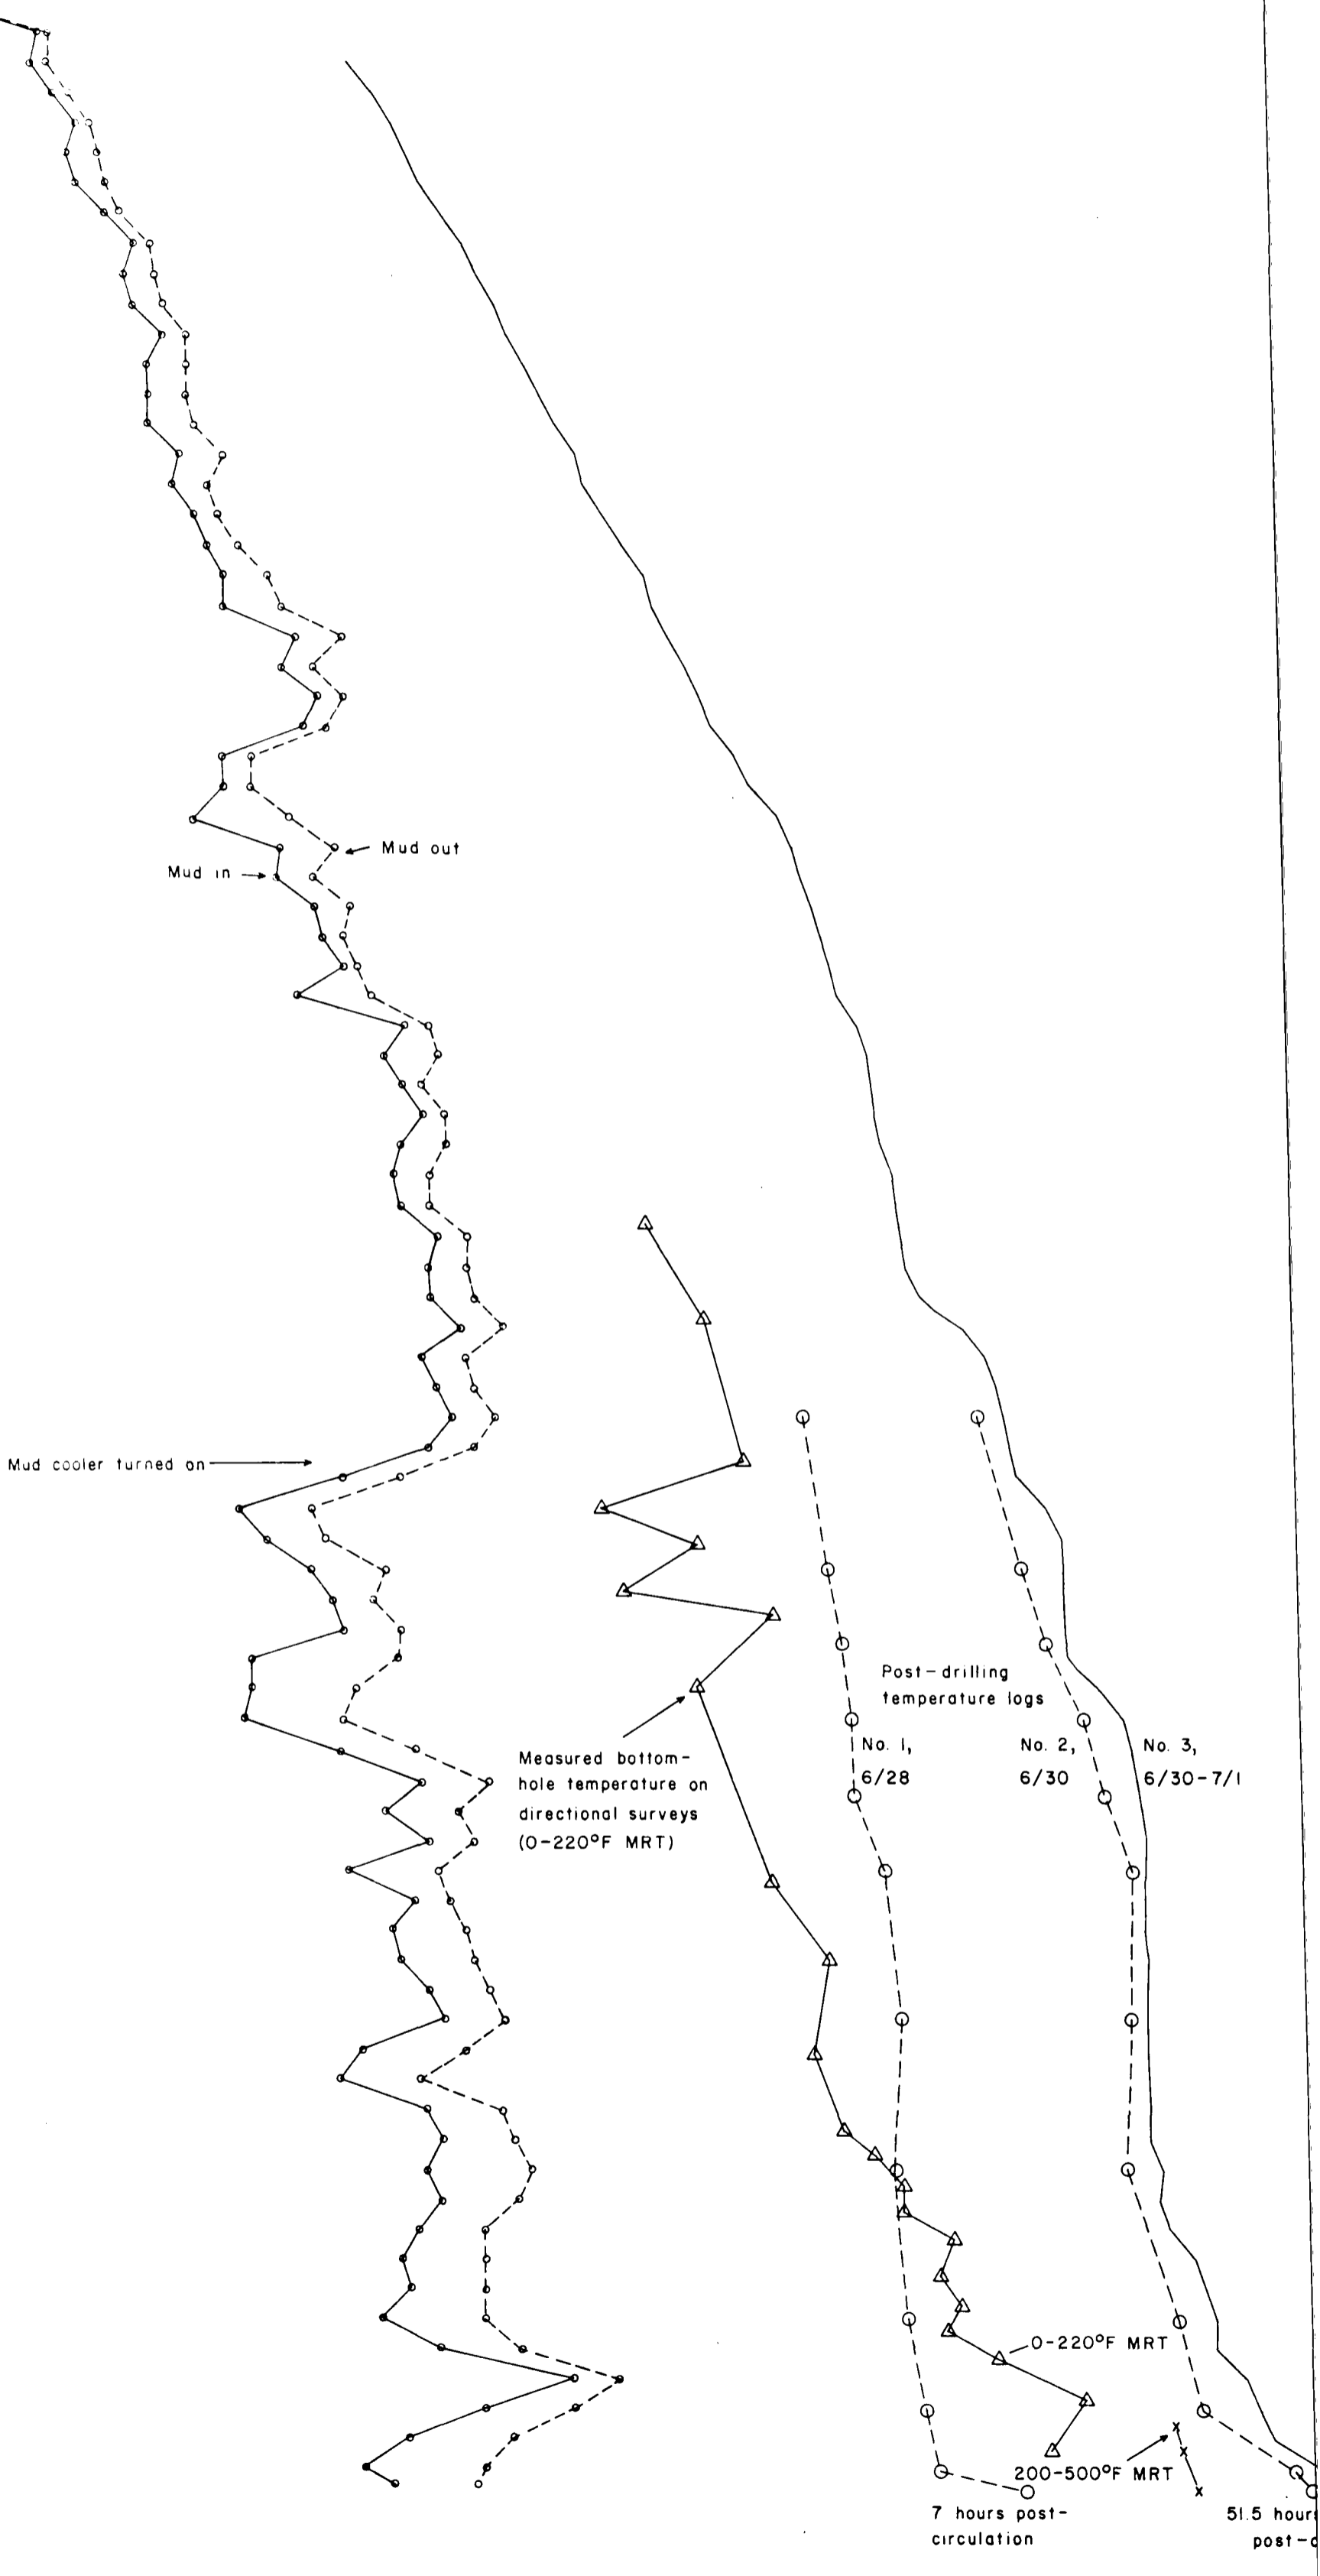 Mud out
Mud in
Mud cooler turned on
Post-drilling
temperature logs
No. 1,
6/28
No. 2,
6/30
No. 3,
6/30-7/1
Measured bottom-
hole temperature on
directional surveys
(0-220°F MRT)
0-220°F MRT
200-500°F MRT
7 hours post-
circulation
51.5 hour
post-c